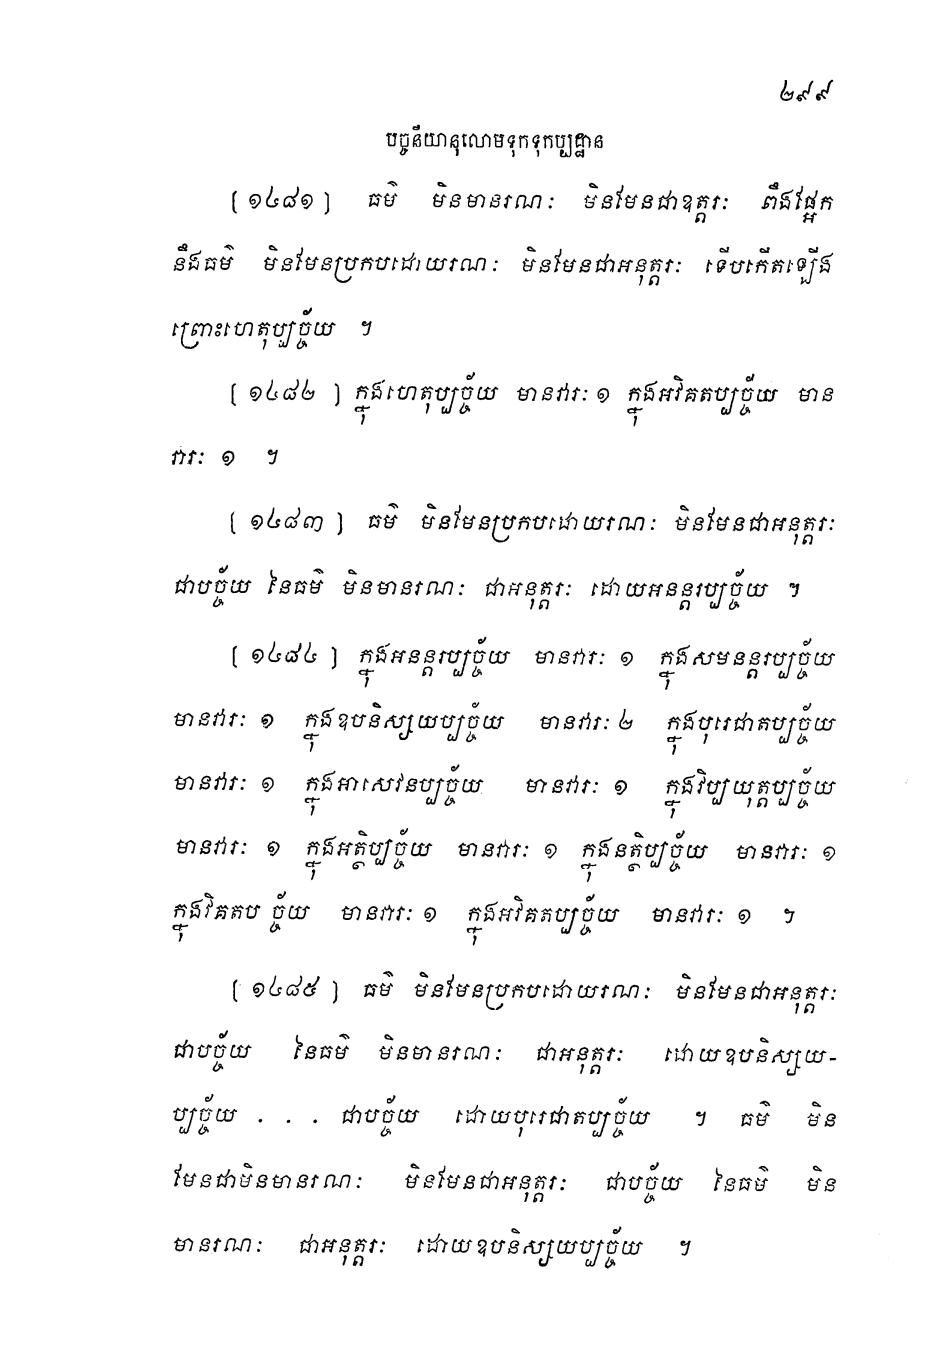 ២៩៩
បច្ចនីយានុលោមទុកទុកប្បដ្ឋាន
[ ១៤៨១ ] ធម៌ មិនមានរណៈ មិនមែនជាឧត្តរៈ ពឹងផ្អែក
នឹងធម៌ មិនមែនប្រកបដោយរណៈ មិនមែនជាអនុត្តរៈ ទើបកើតឡើង
ព្រោះហេតុប្បច្ច័យ ។
[ ១៤៨២ ] ក្នុងហេតុប្បច្ច័យ មានវារៈ ១ ក្នុងអវិគតប្បច្ច័យ មាន
វារៈ ១ ។
[ ១៤៨៣ ] ធម៌ មិនមែនប្រកបដោយរណៈ មិនមែនជាអនុត្តរៈ
ជាបច្ច័យ នៃធម៌ មិនមានរណៈ ជាអនុត្តរៈ ដោយអនន្តរប្បច្ច័យ ។
[ ១៤៨៤ ] ក្នុងអនន្តរប្បច្ច័យ មានវារៈ ១ ក្នុងសមនន្តរប្បច្ច័យ
មានវារៈ ១ ក្នុងឧបនិស្សយប្បច្ច័យ មានវារៈ ២ ក្នុងបុរេជាតប្បច្ច័យ
មានវារៈ ១ ក្នុងអាសេវនប្បច្ច័យ មានវារៈ ១ ក្នុងវិប្បយុត្តប្បច្ច័យ
មានវារៈ ១ ក្នុងអត្ថិប្បច្ច័យ មានវារៈ ១ ក្នុងនត្ថិប្បច្ច័យ មានវារៈ ១
ក្នុងវិគតប ច្ច័យ មានវារៈ ១ ក្នុងអវិគតប្បច្ច័យ មានវារៈ ១ ។
[ ១៤៨៥ ] ធម៌ មិនមែនប្រកបដោយរណៈ មិនមែនជាអនុត្តរៈ
ជាបច្ច័យ នៃធម៌ មិនមានរណៈ ជាអនុត្តរៈ ដោយឧបនិស្សយ-
ប្បច្ច័យ . . . ជាបច្ច័យ ដោយបុរេជាតប្បច្ច័យ ។ ធម៌ មិន
មែនជាមិនមានរណៈ មិនមែនជាអនុត្តរៈ ជាបច្ច័យ នៃធម៌ មិន
មានរណៈ ជាអនុត្តរៈ ដោយឧបនិស្សយប្បច្ច័យ ។